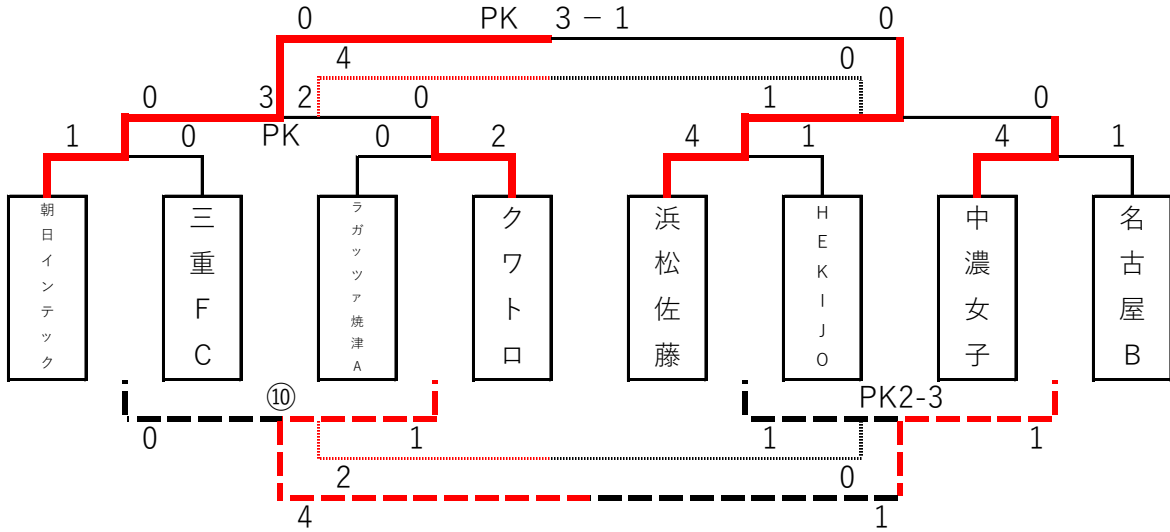 0 PK 3－1 0
4 0
0 3 2 0 1 0
PK
1 0 0 2 4 1 4 1
朝日インテック
三重FC
ラガッツァ焼津A
クワトロ
浜松佐藤
HEKIJO
中濃女子
名古屋B
⑩ PK2-3
0 1 1 1
2 0
4 1